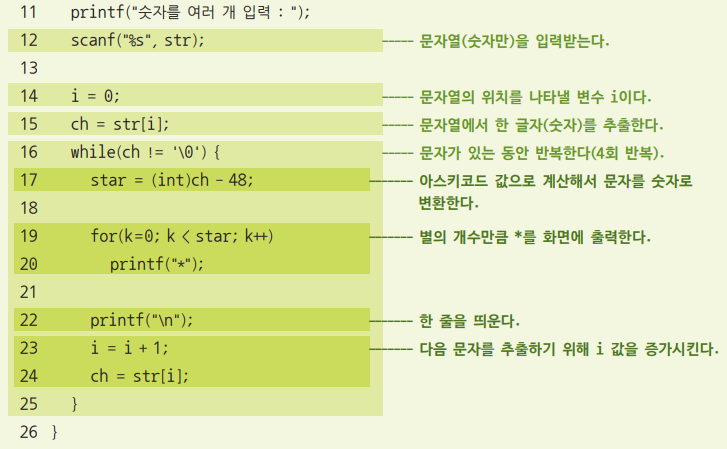 11 printf("숫자를 여러 개 입력 : ");
12 scanf("%s", str); 문자열(숫자만)을 입력받는다.
13
14 i = 0; 문자열의 위치를 나타낼 변수 i이다.
15 ch = str[i]; 문자열에서 한 글자(숫자)를 추출한다.
16 while(ch != '\0') { 문자가 있는 동안 반복한다(4회 반복).
17 star = (int)ch - 48; 아스키코드 값으로 계산해서 문자를 숫자로
변환한다.
18
19 for(k=0; k < star; k++) 별의 개수만큼 *를 화면에 출력한다.
20 printf("*");
21
22 printf("\n"); 한 줄을 띄운다.
23 i = i + 1; 다음 문자를 추출하기 위해 i 값을 증가시킨다.
24 ch = str[i];
25 }
26 }